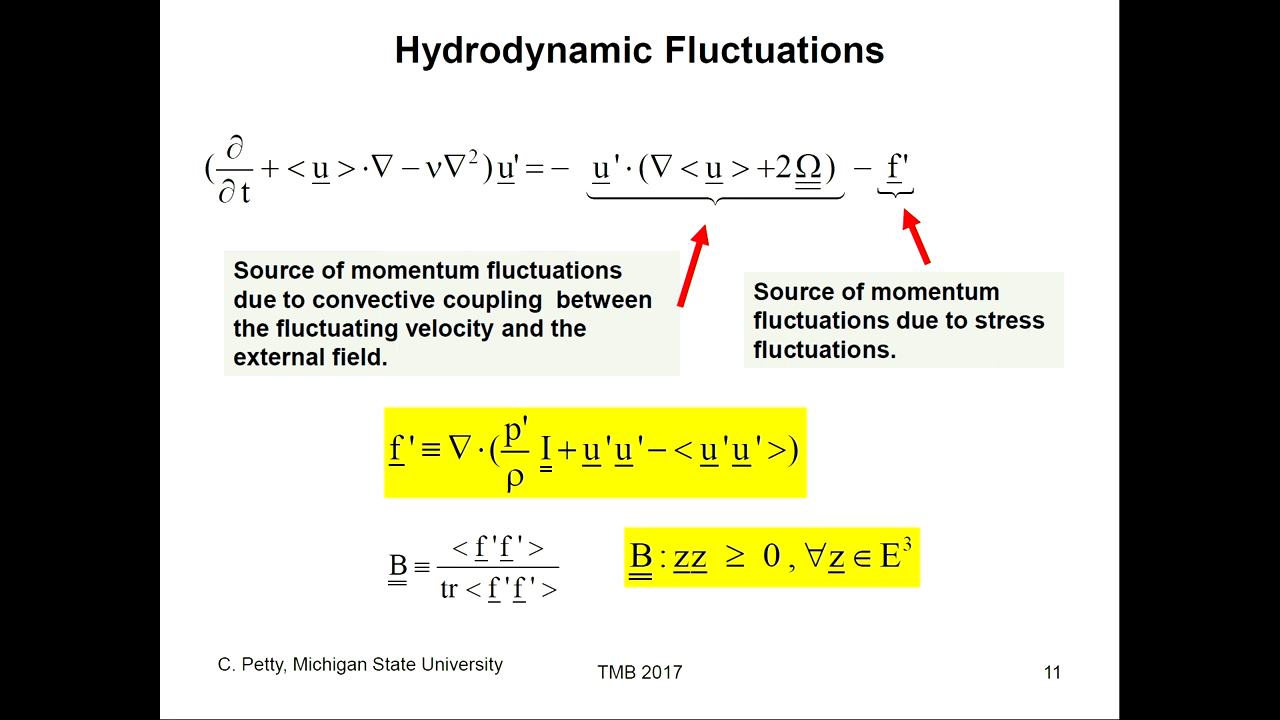 Hydrodynamic Fluctuations
(∂/∂t + < u̲ > ·∇ − ν∇²) u̲' = − u̲ ' · (∇ < u̲ > +2Ω̳) − f̲ '
Source of momentum fluctuations
due to convective coupling between
the fluctuating velocity and the
external field.
Source of momentum
fluctuations due to stress
fluctuations.
f̲ ' ≡ ∇ · (p'/ρ I̳ + u̲ 'u̲ ' − < u̲ 'u̲ ' >)
B̳ ≡ < f̲ 'f̲ ' > / tr < f̲ 'f̲ ' >
B̳ : z̲z̲ ≥ 0 , ∀z̲ ∈ E³
C. Petty, Michigan State University
TMB 2017
11